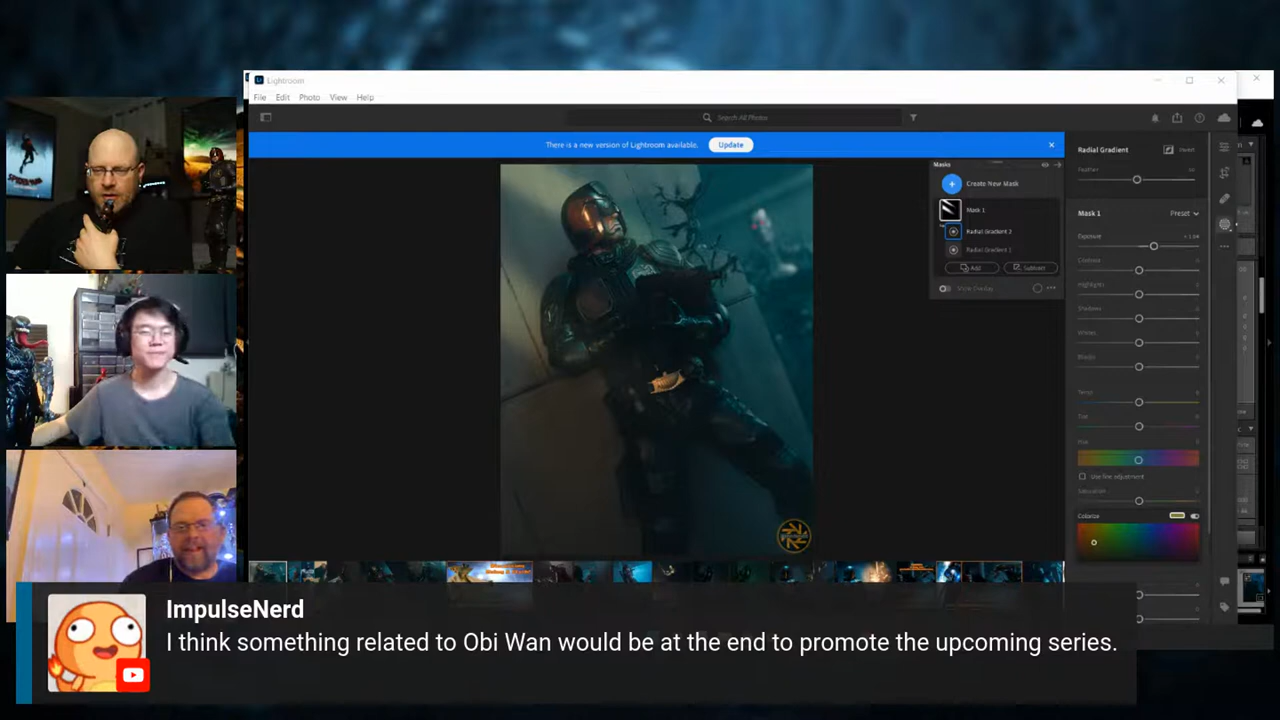 Lightroom
File Edit Photo View Help
Search All Photos
There is a new version of Lightroom available. Update
Masks
Create New Mask
Mask 1
Radial Gradient 2
Radial Gradient 1
Add Subtract
Show Overlay
Radial Gradient Invert
Feather
Mask 1 Preset
Exposure
Contrast
Highlights
Shadows
Whites
Blacks
Temp
Tint
Hue
Use fine adjustment
Saturation
Colorize
ImpulseNerd
I think something related to Obi Wan would be at the end to promote the upcoming series.